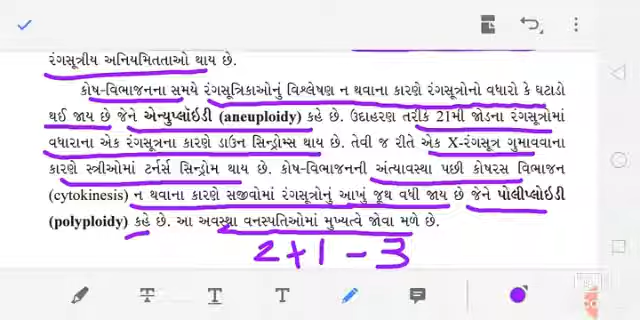 રંગસૂત્રીય અનિયમિતતાઓ થાય છે.
કોષ-વિભાજનના સમયે રંગસૂત્રિકાઓનું વિશ્લેષણ ન થવાના કારણે રંગસૂત્રોનો વધારો કે ઘટાડો
થઈ જાય છે જેને એન્યુપ્લૉઇડી (aneuploidy) કહે છે. ઉદાહરણ તરીકે 21મી જોડના રંગસૂત્રોમાં
વધારાના એક રંગસૂત્રના કારણે ડાઉન સિન્ડ્રોમ્સ થાય છે. તેવી જ રીતે એક X-રંગસૂત્ર ગુમાવવાના
કારણે સ્ત્રીઓમાં ટર્નર્સ સિન્ડ્રોમ થાય છે. કોષ-વિભાજનની અંત્યાવસ્થા પછી કોષરસ વિભાજન
(cytokinesis) ન થવાના કારણે સજીવોમાં રંગસૂત્રોનું આખું જૂથ વધી જાય છે જેને પોલીપ્લૉઇડી
(polyploidy) કહે છે. આ અવસ્થા વનસ્પતિઓમાં મુખ્યત્વે જોવા મળે છે.
2+1-3
T T T